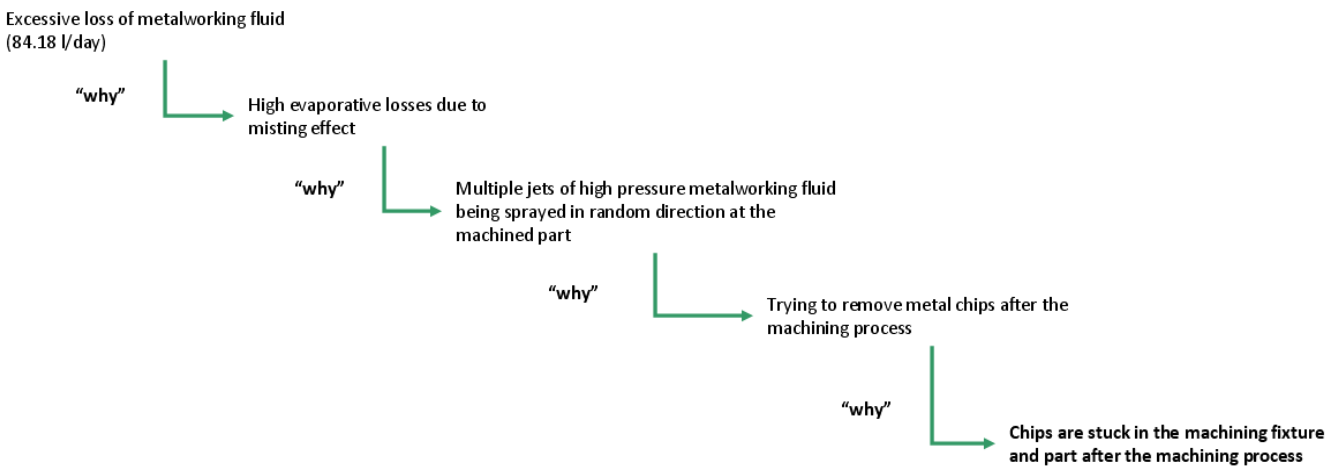 Excessive loss of metalworking fluid
(84.18 l/day)
“why”
High evaporative losses due to
misting effect
“why”
Multiple jets of high pressure metalworking fluid
being sprayed in random direction at the
machined part
“why”
Trying to remove metal chips after the
machining process
“why”
Chips are stuck in the machining fixture
and part after the machining process